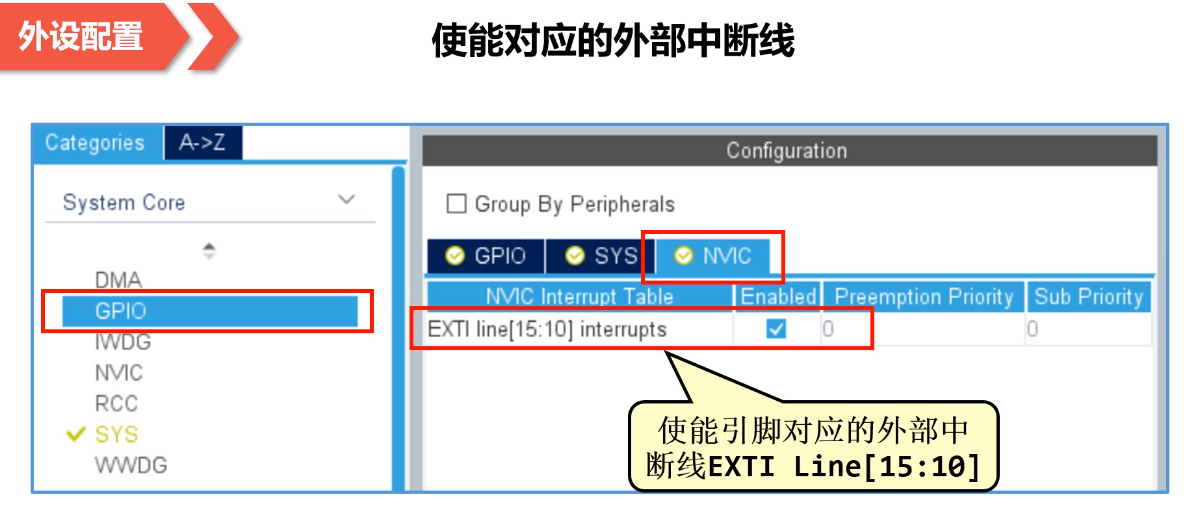 外设配置
使能对应的外部中断线
Categories A->Z
Configuration
System Core
Group By Peripherals
GPIO SYS NVIC
DMA
GPIO
IWDG
NVIC
RCC
SYS
WWDG
NVIC Interrupt Table Enabled Preemption Priority Sub Priority
EXTI line[15:10] interrupts 0 0
使能引脚对应的外部中
断线EXTI Line[15:10]